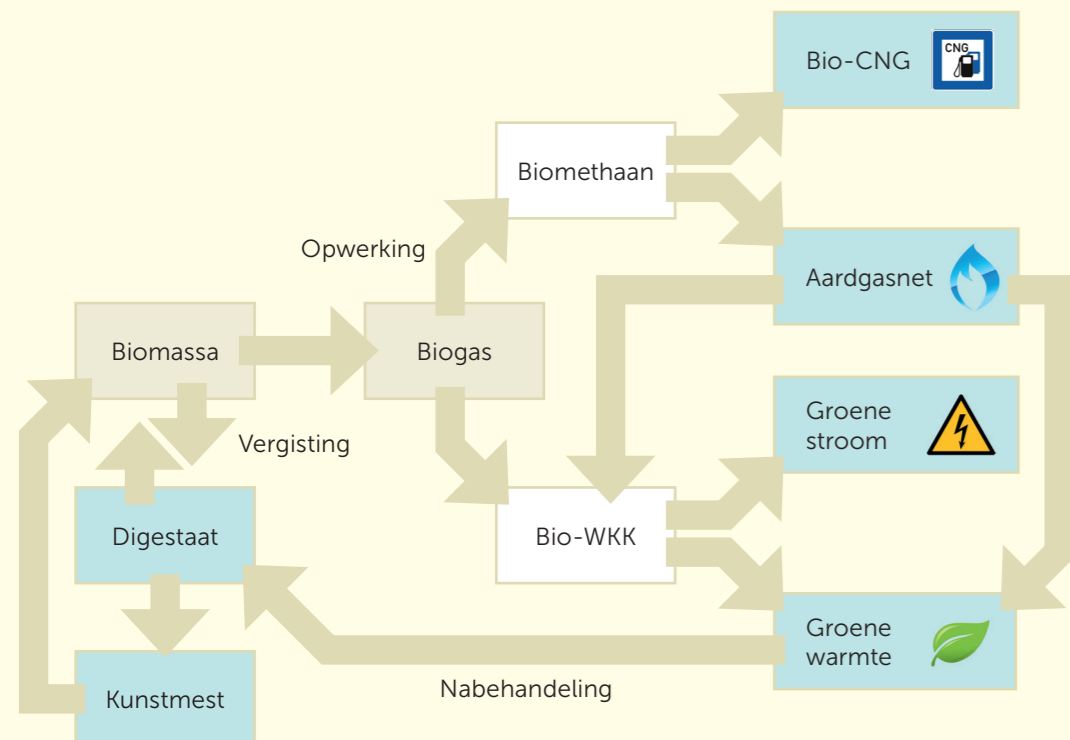 Bio-CNG
CNG
Biomethaan
Opwerking
Aardgasnet
Biomassa
Biogas
Groene
stroom
Vergisting
Digestaat
Bio-WKK
Groene
warmte
Nabehandeling
Kunstmest